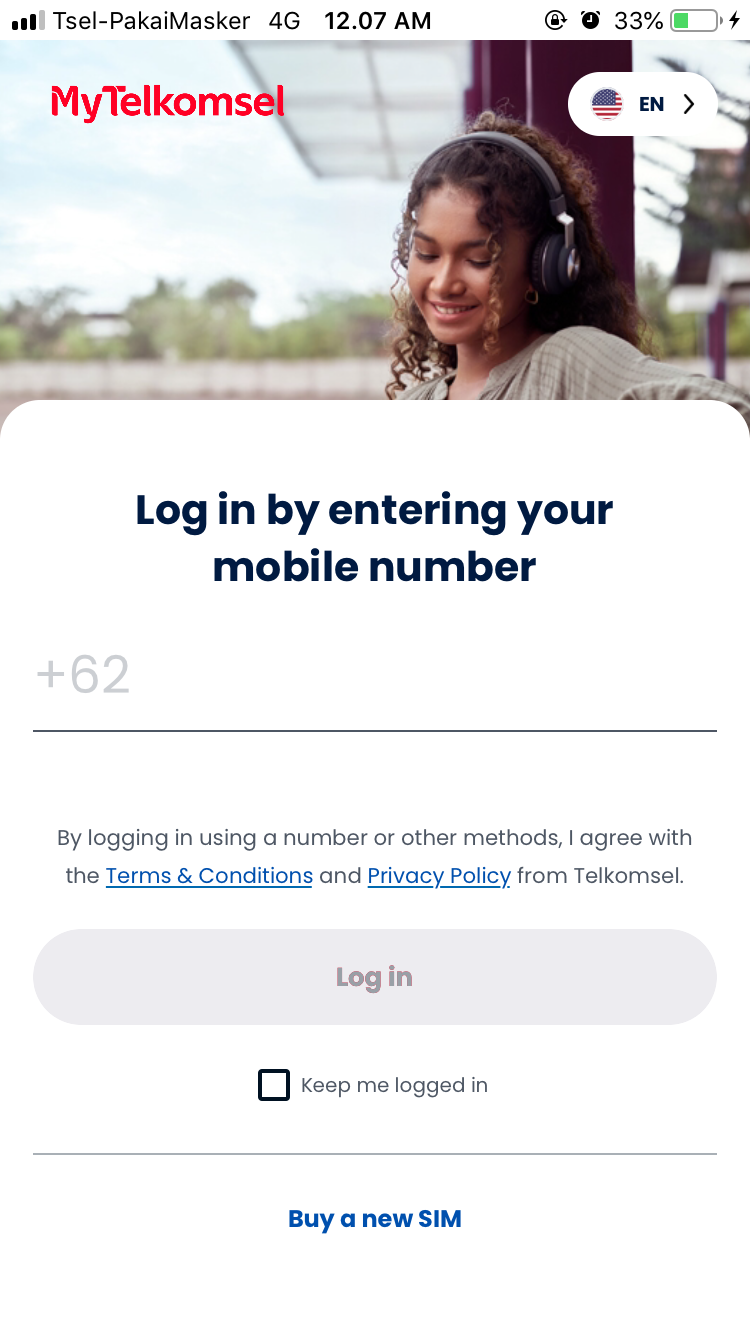 Tsel-PakaiMasker 4G 12.07 AM 33%
MyTelkomsel
EN
Log in by entering your
mobile number
+62
By logging in using a number or other methods, I agree with
the Terms & Conditions and Privacy Policy from Telkomsel.
Log in
Keep me logged in
Buy a new SIM